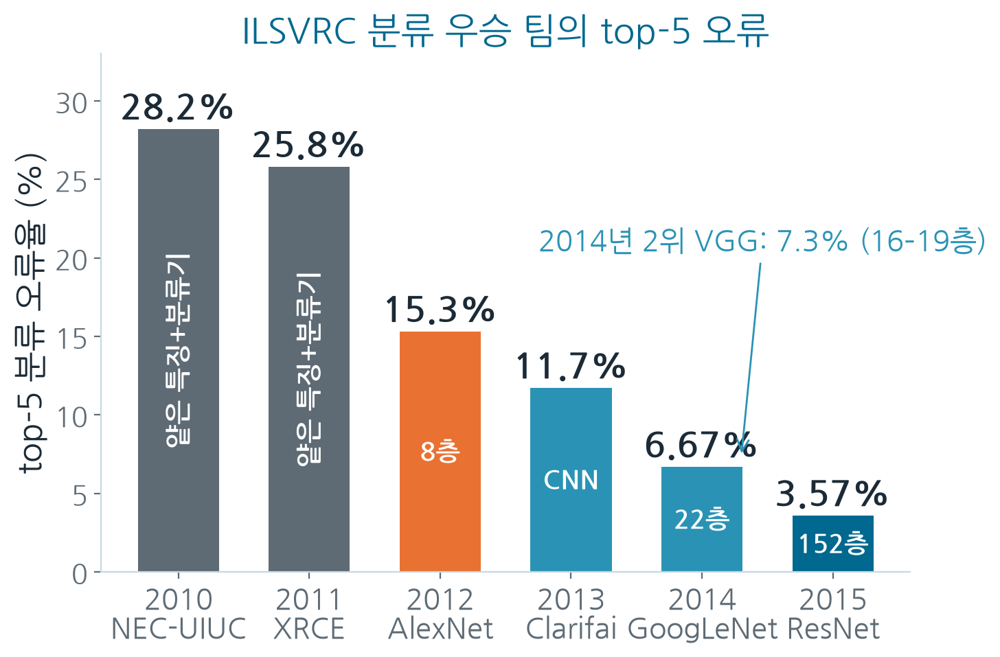 ILSVRC 분류 우승 팀의 top-5 오류
top-5 분류 오류율 (%)
30
25
20
15
10
5
0
28.2%
25.8%
15.3%
11.7%
6.67%
3.57%
2014년 2위 VGG: 7.3% (16-19층)
얕은 특징+분류기
얕은 특징+분류기
8층
CNN
22층
152층
2010
NEC-UIUC
2011
XRCE
2012
AlexNet
2013
Clarifai
2014
GoogLeNet
2015
ResNet